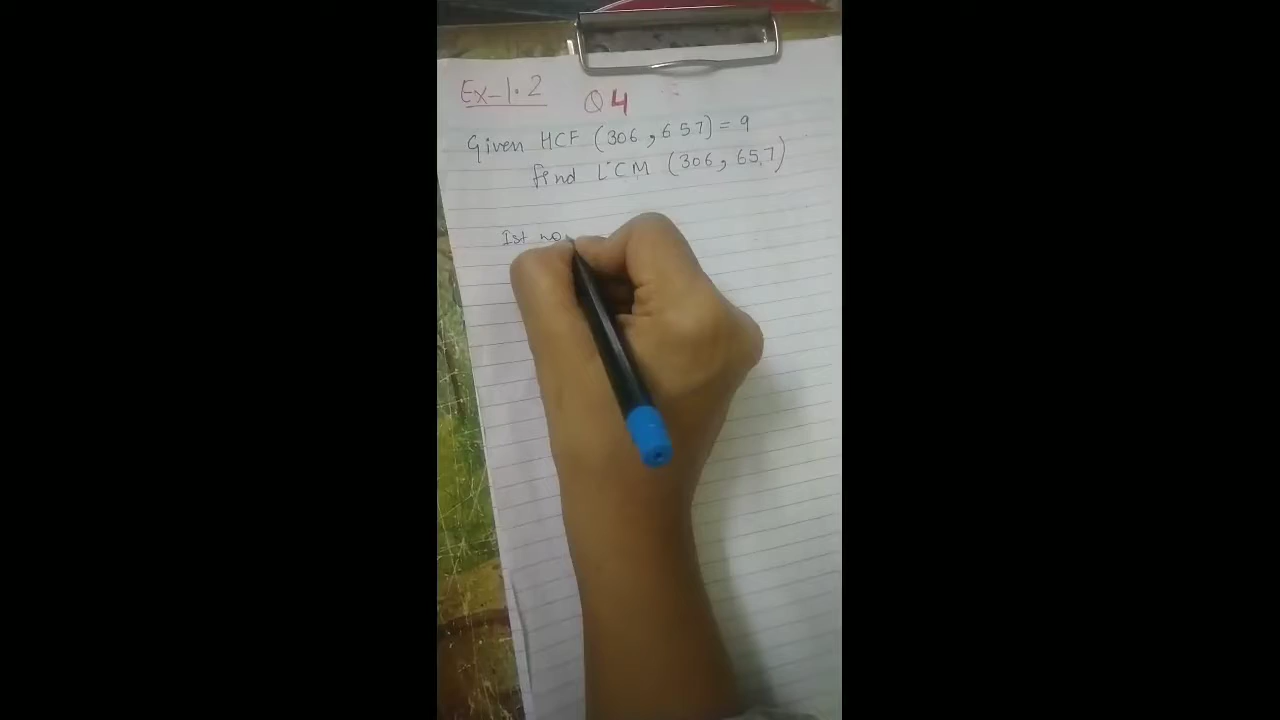 Ex-1.2
Q4
Given HCF (306, 657) = 9
find LCM (306, 657)
Ist no